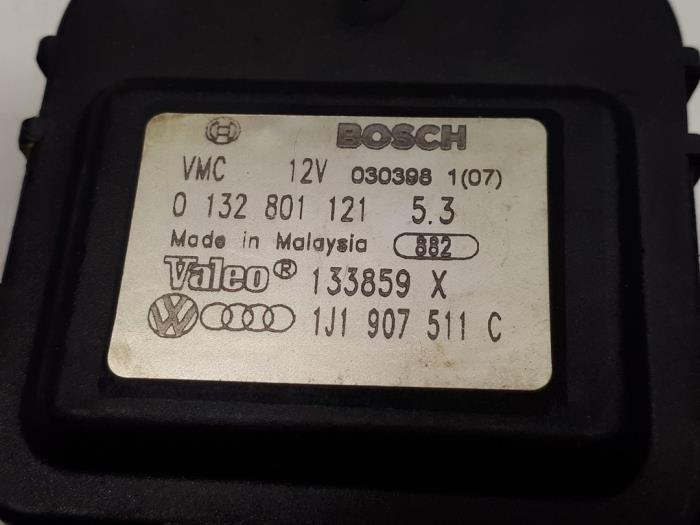 BOSCH
VMC 12V 030398 1(07)
0 132 801 121 5.3
Made in Malaysia 882
Valeo® 133859 X
1J1 907 511 C